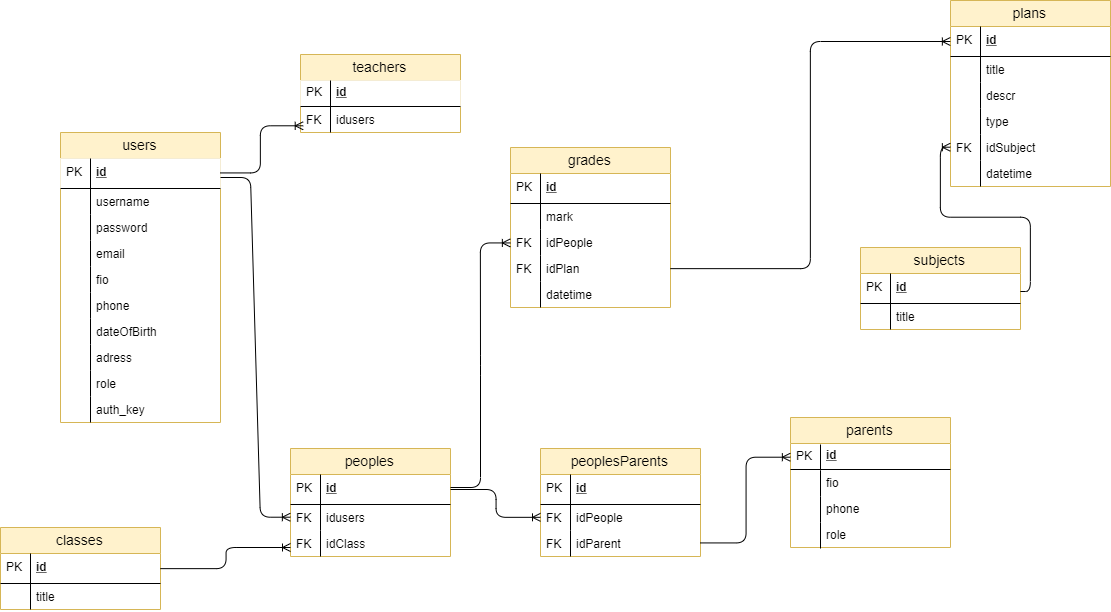 plans
PK id
title
descr
type
FK idSubject
datetime
teachers
PK id
FK idusers
users
PK id
username
password
email
fio
phone
dateOfBirth
adress
role
auth_key
grades
PK id
mark
FK idPeople
FK idPlan
datetime
subjects
PK id
title
parents
PK id
fio
phone
role
peoples
PK id
FK idusers
FK idClass
peoplesParents
PK id
FK idPeople
FK idParent
classes
PK id
title